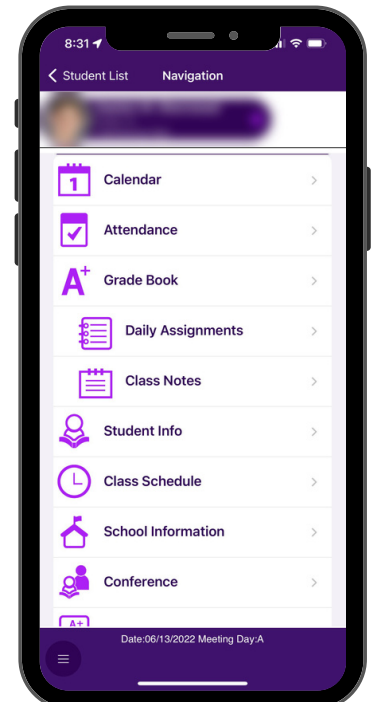 8:31
Student List Navigation
1 Calendar
Attendance
A+ Grade Book
Daily Assignments
Class Notes
Student Info
Class Schedule
School Information
Conference
A+
Date:06/13/2022 Meeting Day:A